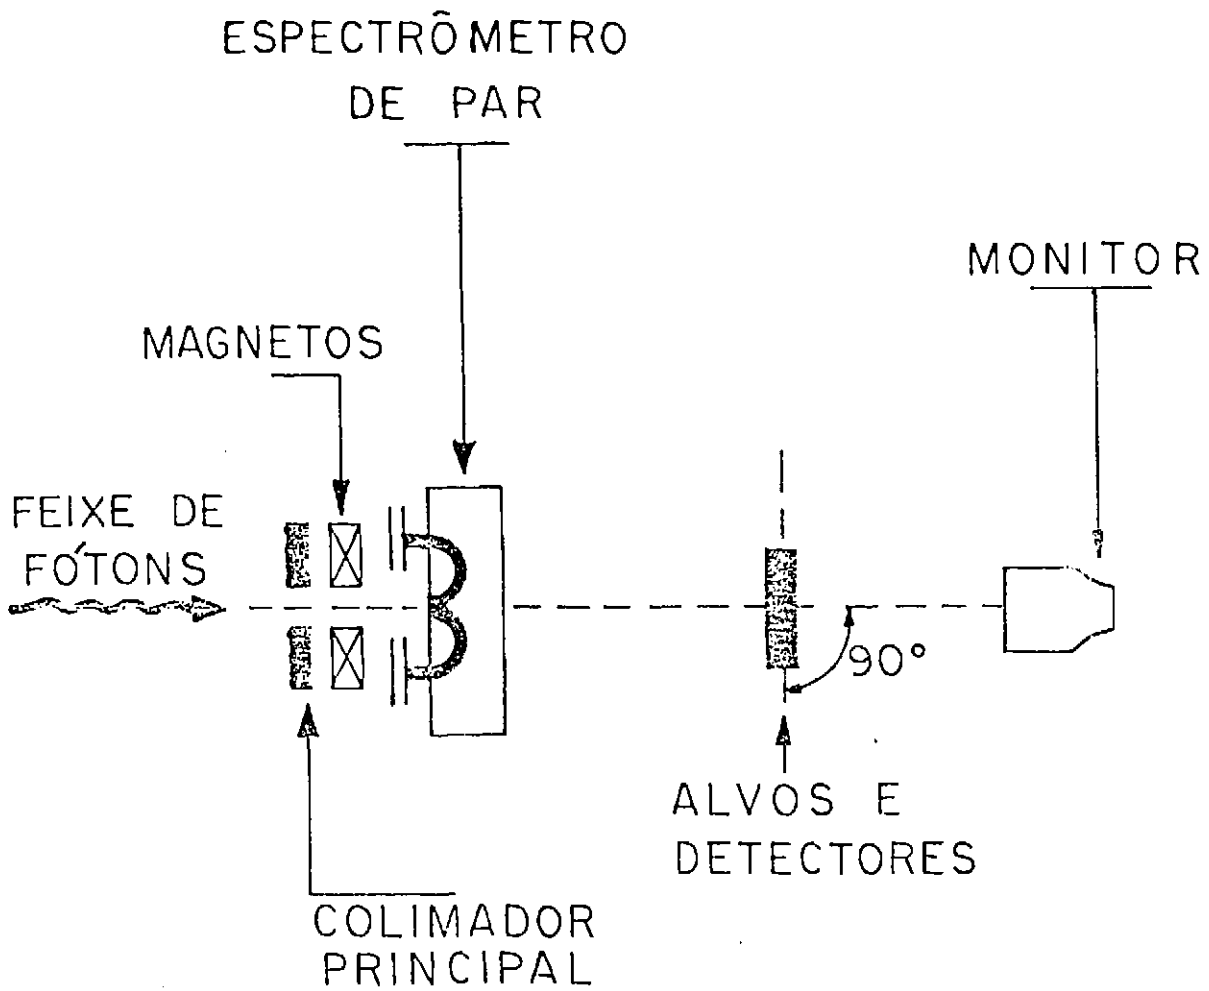 ESPECTRÔMETRO
DE PAR
MONITOR
MAGNETOS
FEIXE DE
FÓTONS
90°
ALVOS E
DETECTORES
COLIMADOR
PRINCIPAL